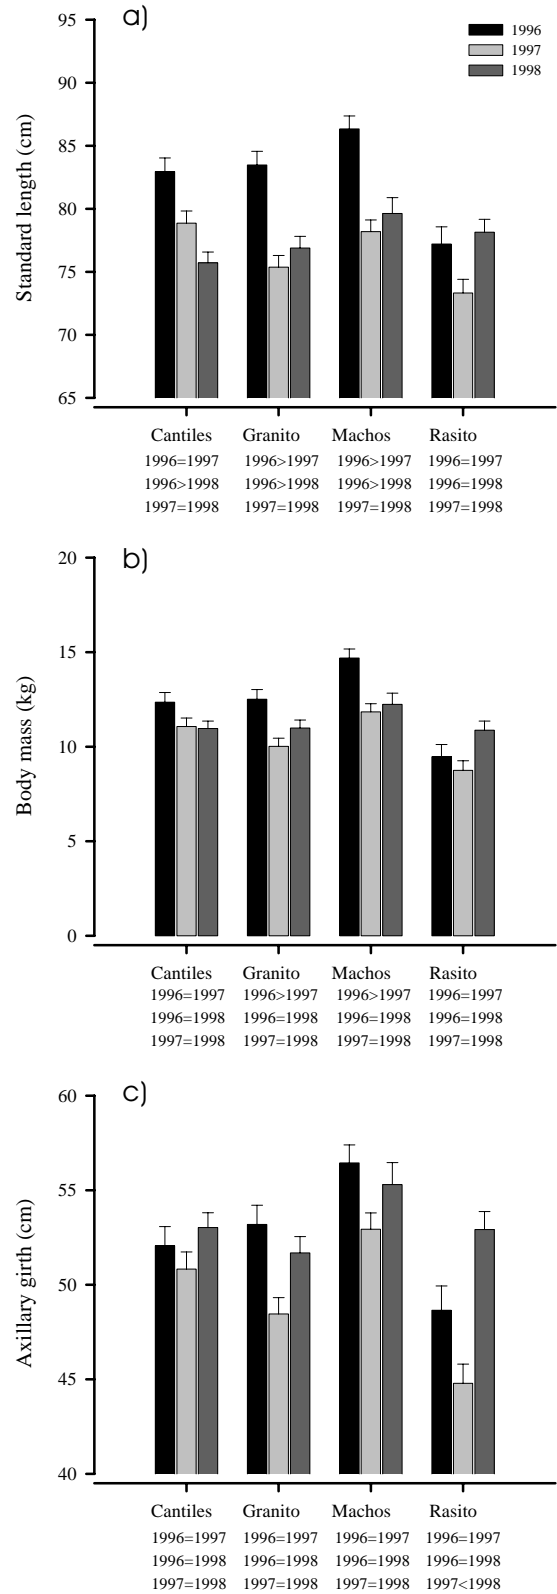 a)
1996
1997
1998
Standard length (cm)
95
90
85
80
75
70
65
Cantiles Granito Machos Rasito
1996=1997 1996>1997 1996>1997 1996=1997
1996>1998 1996>1998 1996>1998 1996=1998
1997=1998 1997=1998 1997=1998 1997=1998
b)
Body mass (kg)
20
15
10
5
0
Cantiles Granito Machos Rasito
1996=1997 1996>1997 1996>1997 1996=1997
1996=1998 1996=1998 1996=1998 1996=1998
1997=1998 1997=1998 1997=1998 1997=1998
c)
Axillary girth (cm)
60
55
50
45
40
Cantiles Granito Machos Rasito
1996=1997 1996=1997 1996=1997 1996=1997
1996=1998 1996=1998 1996=1998 1996=1998
1997=1998 1997=1998 1997=1998 1997<1998